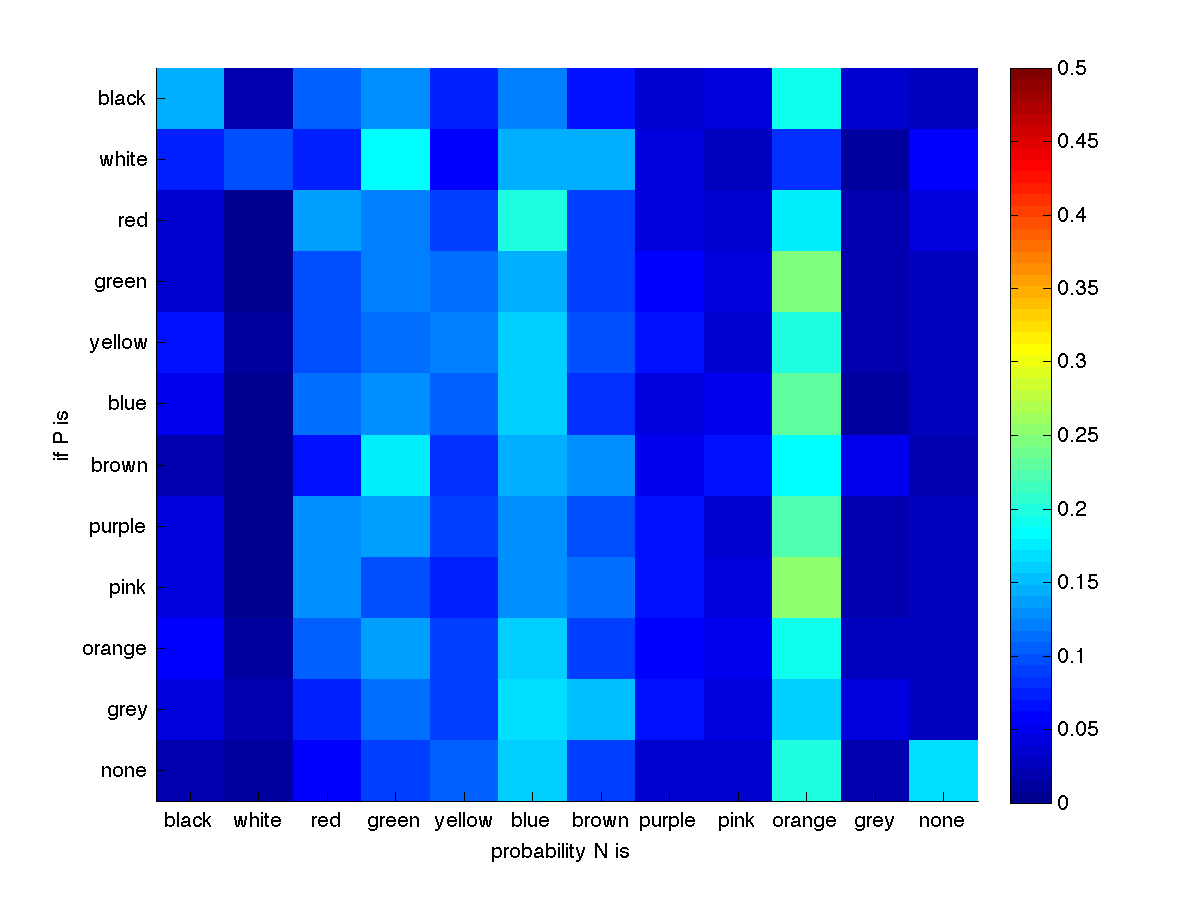 0.5
black
0.45
white
0.4
red
0.35
green
0.3
yellow
0.25
blue
if P is
brown
0.2
purple
0.15
pink
0.1
orange
0.05
grey
none
0
black white red green yellow blue brown purple pink orange grey none
probability N is